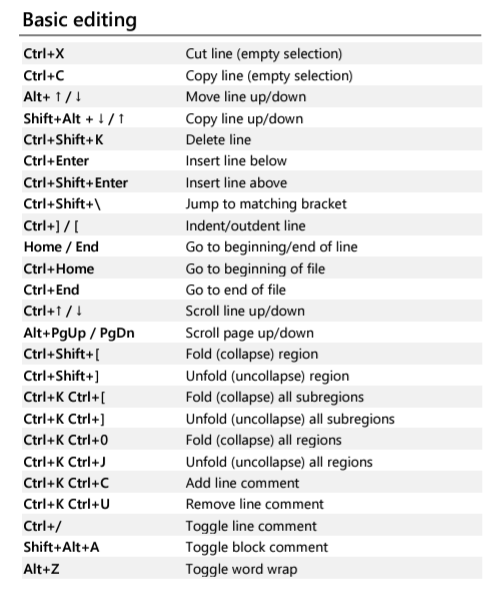 Basic editing
Ctrl+X Cut line (empty selection)
Ctrl+C Copy line (empty selection)
Alt+ ↑ / ↓ Move line up/down
Shift+Alt + ↓ / ↑ Copy line up/down
Ctrl+Shift+K Delete line
Ctrl+Enter Insert line below
Ctrl+Shift+Enter Insert line above
Ctrl+Shift+\ Jump to matching bracket
Ctrl+] / [ Indent/outdent line
Home / End Go to beginning/end of line
Ctrl+Home Go to beginning of file
Ctrl+End Go to end of file
Ctrl+↑ / ↓ Scroll line up/down
Alt+PgUp / PgDn Scroll page up/down
Ctrl+Shift+[ Fold (collapse) region
Ctrl+Shift+] Unfold (uncollapse) region
Ctrl+K Ctrl+[ Fold (collapse) all subregions
Ctrl+K Ctrl+] Unfold (uncollapse) all subregions
Ctrl+K Ctrl+0 Fold (collapse) all regions
Ctrl+K Ctrl+J Unfold (uncollapse) all regions
Ctrl+K Ctrl+C Add line comment
Ctrl+K Ctrl+U Remove line comment
Ctrl+/ Toggle line comment
Shift+Alt+A Toggle block comment
Alt+Z Toggle word wrap